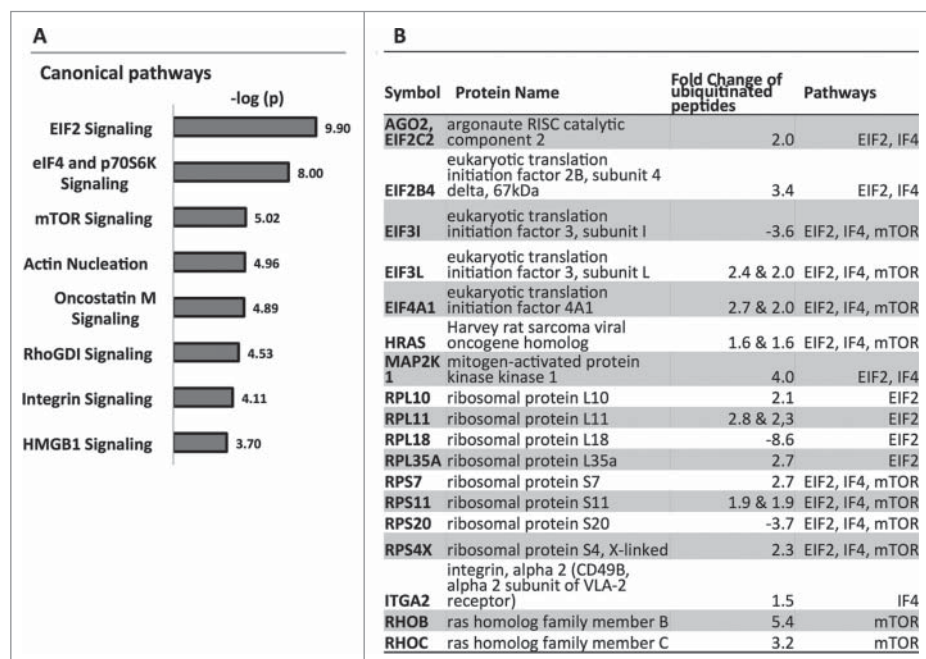 A
Canonical pathways
-log (p)
EIF2 Signaling
9.90
eIF4 and p70S6K
Signaling
8.00
mTOR Signaling
5.02
Actin Nucleation
4.96
Oncostatin M
Signaling
4.89
RhoGDI Signaling
4.53
Integrin Signaling
4.11
HMGB1 Signaling
3.70
B
Symbol Protein Name Fold Change of ubiquitinated peptides Pathways
AGO2, argonaute RISC catalytic
EIF2C2 component 2 2.0 EIF2, IF4
eukaryotic translation
initiation factor 2B, subunit 4
EIF2B4 delta, 67kDa 3.4 EIF2, IF4
eukaryotic translation
EIF3I initiation factor 3, subunit I -3.6 EIF2, IF4, mTOR
eukaryotic translation
EIF3L initiation factor 3, subunit L 2.4 & 2.0 EIF2, IF4, mTOR
eukaryotic translation
EIF4A1 initiation factor 4A1 2.7 & 2.0 EIF2, IF4, mTOR
Harvey rat sarcoma viral
HRAS oncogene homolog 1.6 & 1.6 EIF2, IF4, mTOR
MAP2K mitogen-activated protein
1 kinase kinase 1 4.0 EIF2, IF4
RPL10 ribosomal protein L10 2.1 EIF2
RPL11 ribosomal protein L11 2.8 & 2,3 EIF2
RPL18 ribosomal protein L18 -8.6 EIF2
RPL35A ribosomal protein L35a 2.7 EIF2
RPS7 ribosomal protein S7 2.7 EIF2, IF4, mTOR
RPS11 ribosomal protein S11 1.9 & 1.9 EIF2, IF4, mTOR
RPS20 ribosomal protein S20 -3.7 EIF2, IF4, mTOR
RPS4X ribosomal protein S4, X-linked 2.3 EIF2, IF4, mTOR
integrin, alpha 2 (CD49B,
alpha 2 subunit of VLA-2
ITGA2 receptor) 1.5 IF4
RHOB ras homolog family member B 5.4 mTOR
RHOC ras homolog family member C 3.2 mTOR